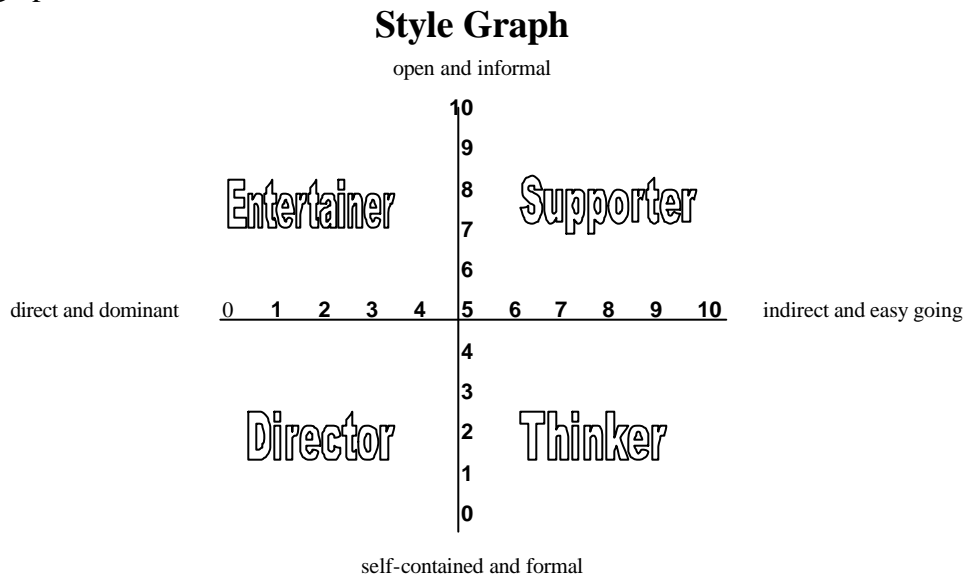 Style Graph
open and informal
10
9
8
Entertainer Supporter
7
6
direct and dominant 0 1 2 3 4 5 6 7 8 9 10 indirect and easy going
4
3
Director 2 Thinker
1
0
self-contained and formal